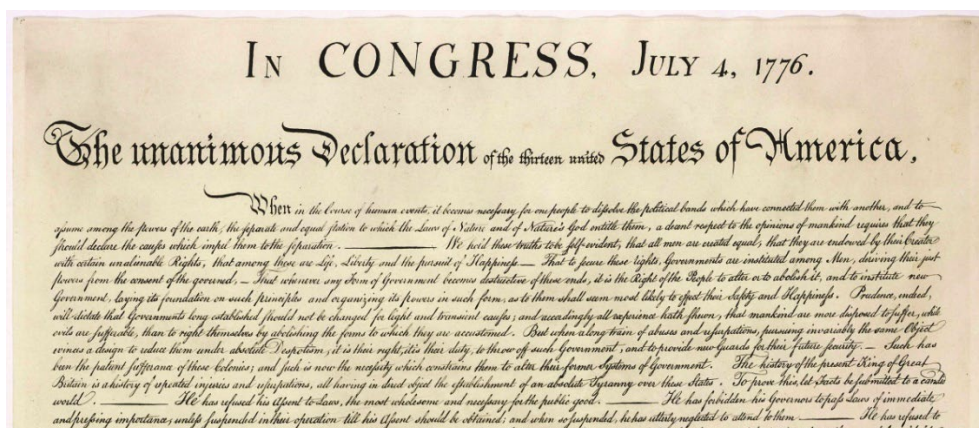 IN CONGRESS, JULY 4, 1776.
The unanimous Declaration of the thirteen united States of America,
When in the Course of human events, it becomes necessary for one people to dissolve the political bands which have connected them with another, and to
assume among the powers of the earth, the separate and equal station to which the Laws of Nature and of Nature's God entitle them, a decent respect to the opinions of mankind requires that they
should declare the causes which impel them to the separation. ——— We hold these truths to be self-evident, that all men are created equal, that they are endowed by their Creator
with certain unalienable Rights, that among these are Life, Liberty and the pursuit of Happiness — That to secure these rights, Governments are instituted among Men, deriving their just
powers from the consent of the governed, — That whenever any Form of Government becomes destructive of these ends, it is the Right of the People to alter or to abolish it, and to institute new
Government, laying its foundation on such principles and organizing its powers in such form, as to them shall seem most likely to effect their Safety and Happiness. Prudence, indeed,
will dictate that Governments long established should not be changed for light and transient causes; and accordingly all experience hath shewn, that mankind are more disposed to suffer, while
evils are sufferable, than to right themselves by abolishing the forms to which they are accustomed. But when a long train of abuses and usurpations, pursuing invariably the same Object
evinces a design to reduce them under absolute Despotism, it is their right, it is their duty, to throw off such Government, and to provide new Guards for their future security. — Such has
been the patient sufferance of these Colonies; and such is now the necessity which constrains them to alter their former Systems of Government. The history of the present King of Great
Britain is a history of repeated injuries and usurpations, all having in direct object the establishment of an absolute Tyranny over these States. To prove this, let Facts be submitted to a candid
world. ——— He has refused his Assent to Laws, the most wholesome and necessary for the public good. ——— He has forbidden his Governors to pass Laws of immediate
and pressing importance, unless suspended in their operation till his Assent should be obtained; and when so suspended, he has utterly neglected to attend to them. ——— He has refused to